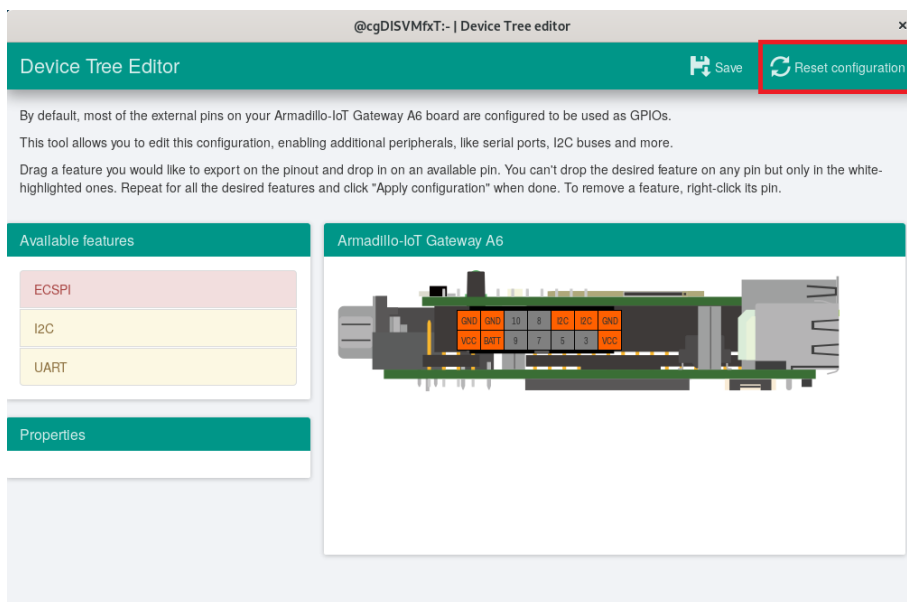 @cgDISVMfxT:- | Device Tree editor
×
Device Tree Editor
Save
Reset configuration
By default, most of the external pins on your Armadillo-IoT Gateway A6 board are configured to be used as GPIOs.
This tool allows you to edit this configuration, enabling additional peripherals, like serial ports, I2C buses and more.
Drag a feature you would like to export on the pinout and drop in on an available pin. You can't drop the desired feature on any pin but only in the white-
highlighted ones. Repeat for all the desired features and click "Apply configuration" when done. To remove a feature, right-click its pin.
Available features
ECSPI
I2C
UART
Properties
Armadillo-IoT Gateway A6
GND GND 10 8 I2C I2C GND
VCC BATT 9 7 5 3 VCC